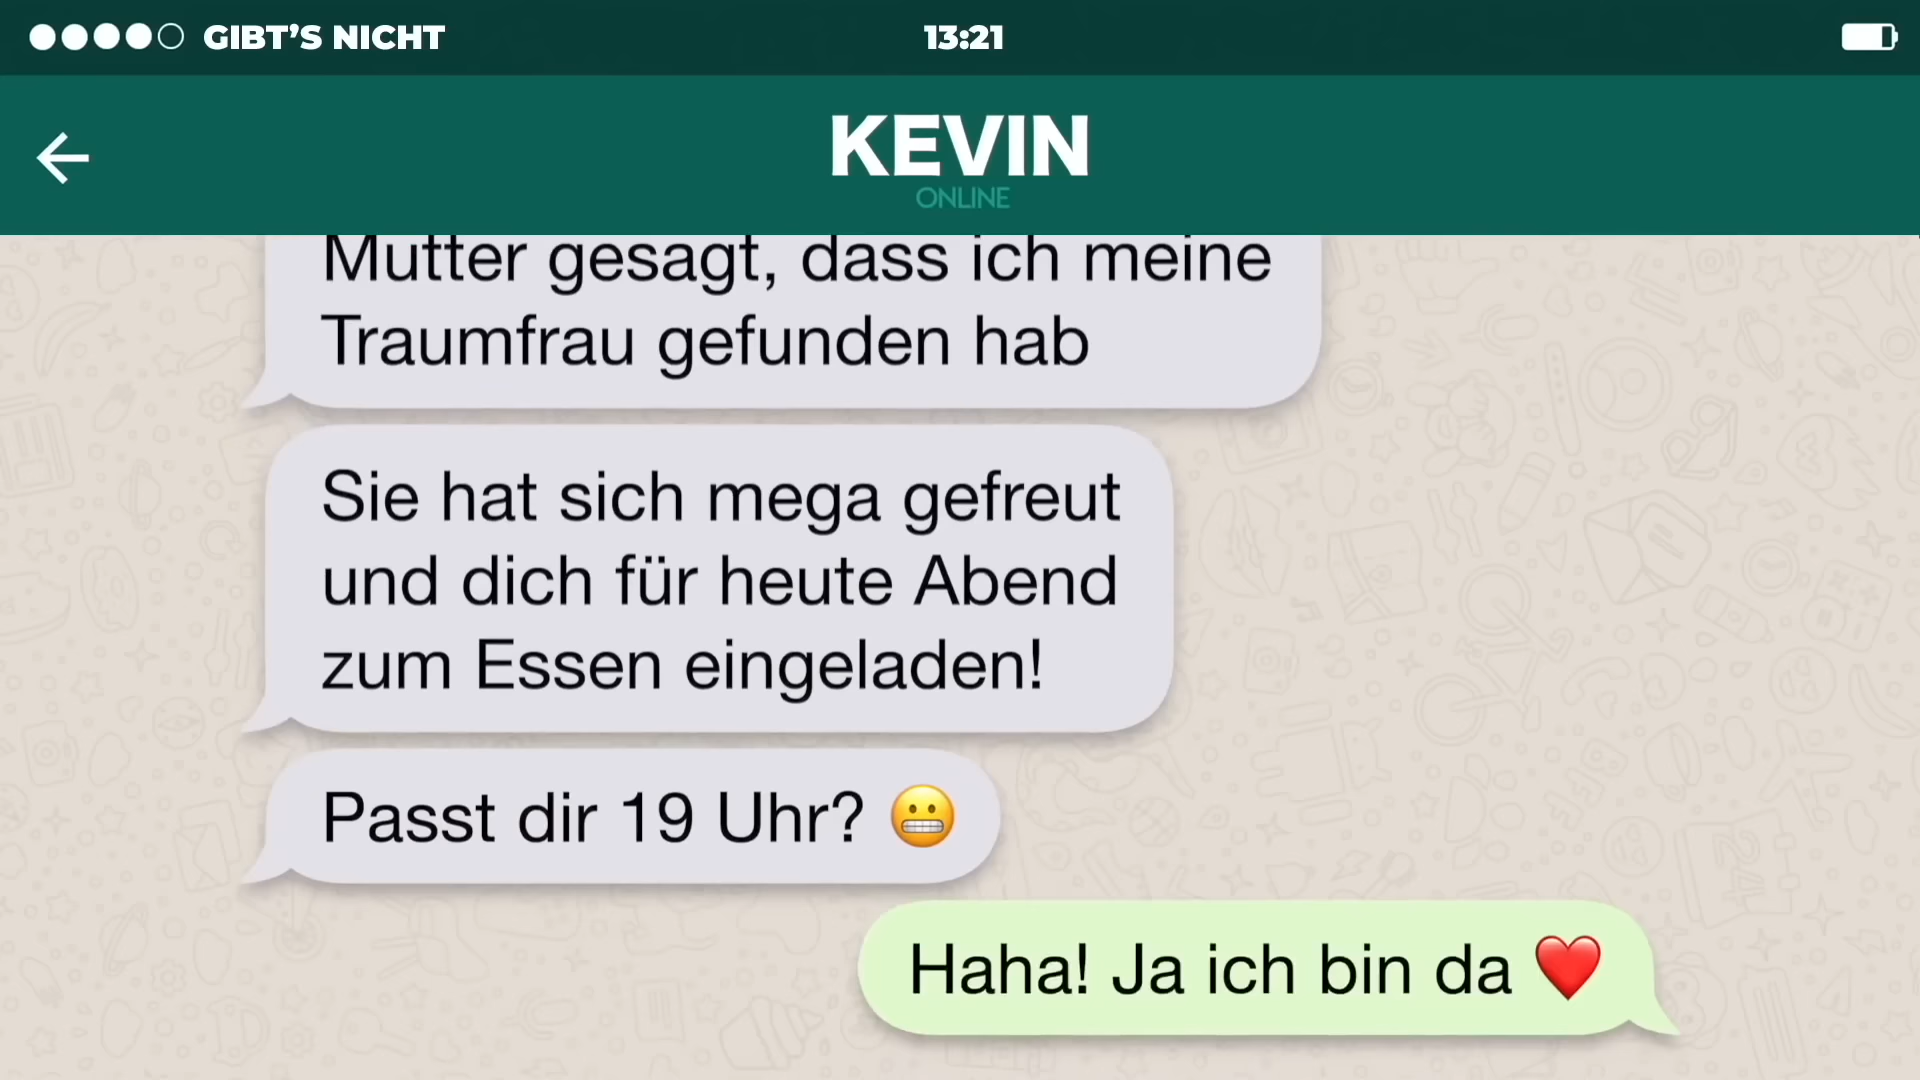 GIBT'S NICHT
13:21
KEVIN
ONLINE
Mutter gesagt, dass ich meine
Traumfrau gefunden hab
Sie hat sich mega gefreut
und dich für heute Abend
zum Essen eingeladen!
Passt dir 19 Uhr? 😬
Haha! Ja ich bin da ❤️